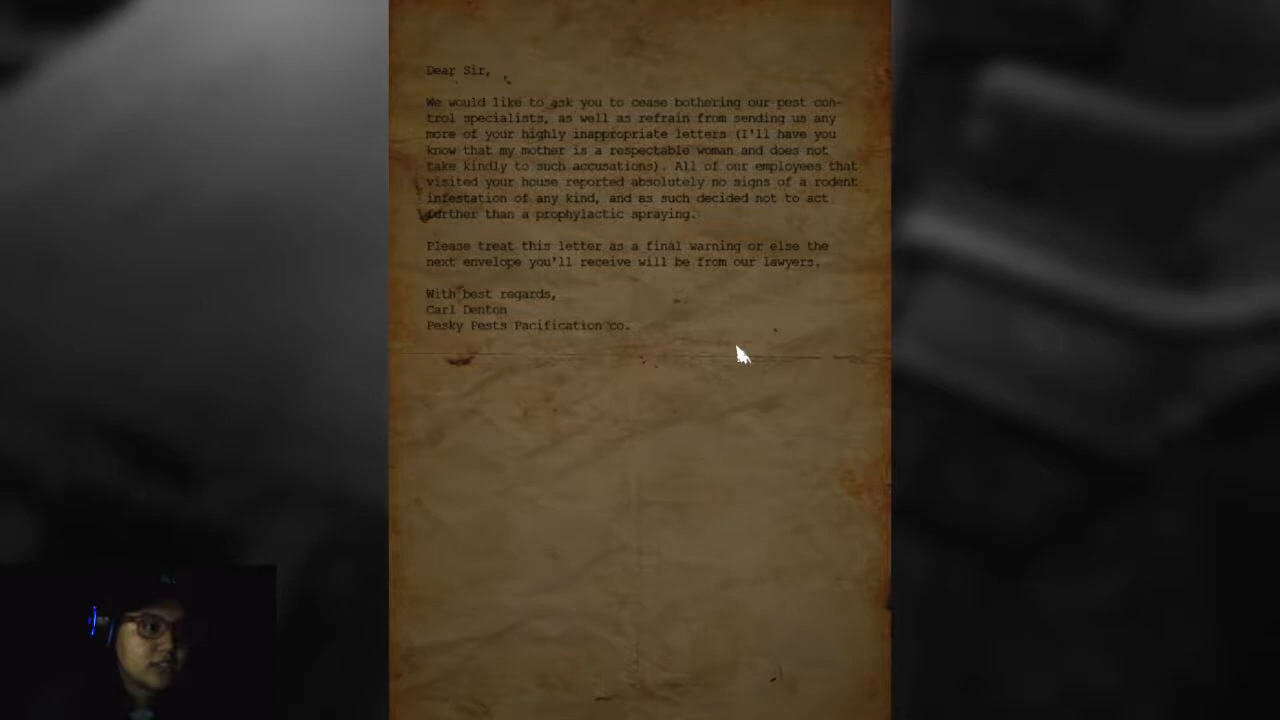 Dear Sir,
We would like to ask you to cease bothering our pest con-
trol specialists, as well as refrain from sending us any
more of your highly inappropriate letters (I'll have you
know that my mother is a respectable woman and does not
take kindly to such accusations). All of our employees that
visited your house reported absolutely no signs of a rodent
infestation of any kind, and as such decided not to act
further than a prophylactic spraying.
Please treat this letter as a final warning or else the
next envelope you'll receive will be from our lawyers.
With best regards,
Carl Denton
Pesky Pests Pacification co.